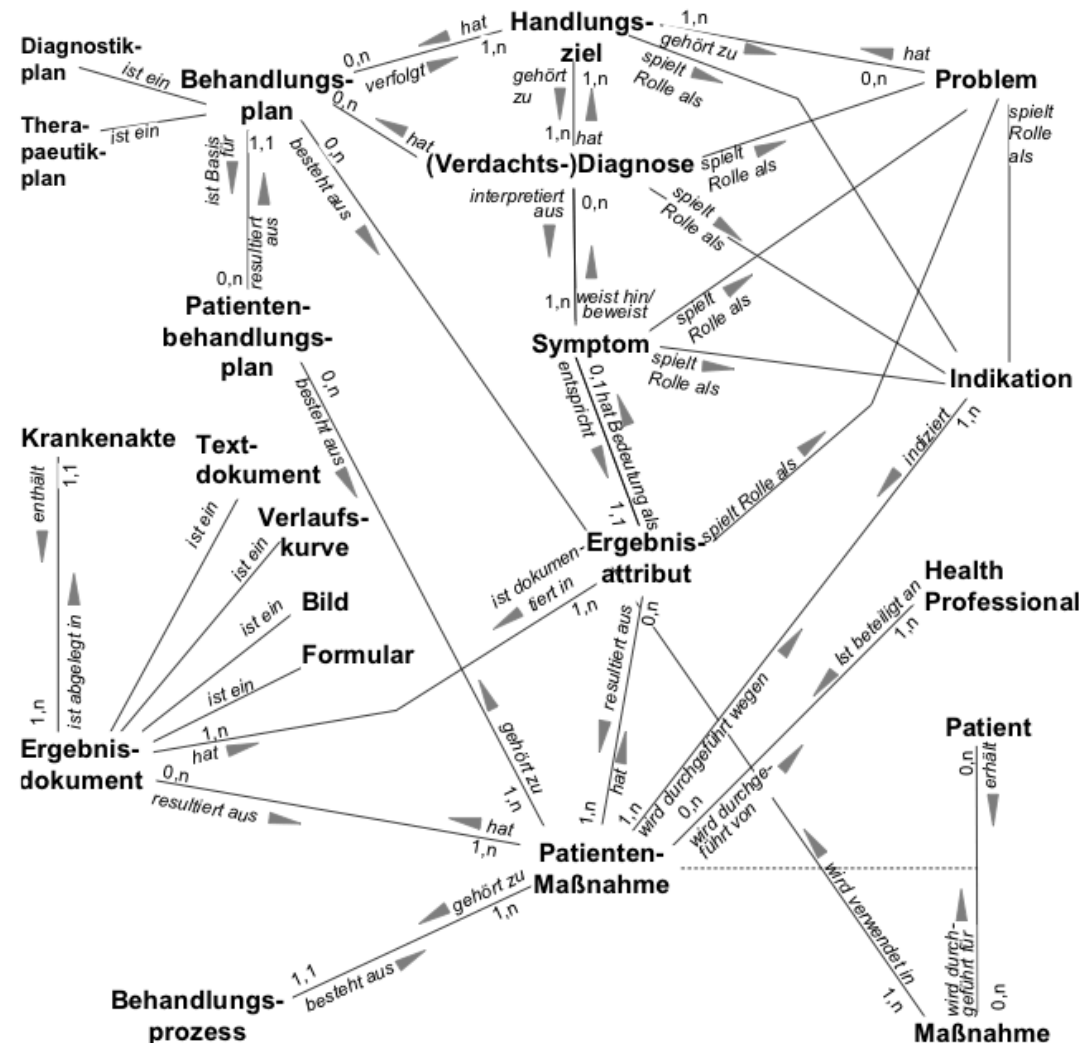 Handlungs-
ziel
Diagnostik-
plan
ist ein
Behandlungs-
plan
Thera-
paeutik-
plan
ist ein
0,n
hat
verfolgt
1,n
1,n
gehört zu
hat
0,n
Problem
gehört
zu
1,n
1,n
hat
spielt
Rolle als
0,n
hat
(Verdachts-)Diagnose
spielt
Rolle als
spielt
Rolle
als
spielt
Rolle als
ist Basis
für
1,1
resultiert
aus
0,n
0,n
besteht aus
interpretiert
aus
0,n
1,n
weist hin/
beweist
Patienten-
behandlungs-
plan
Symptom
spielt
Rolle als
spielt
Rolle als
Indikation
0,n
besteht aus
entspricht
0,1
hat Bedeutung als
1,1
spielt Rolle als
indiziert
1,n
Krankenakte
enthält
1,1
1,n
ist abgelegt in
Text-
dokument
ist ein
Verlaufs-
kurve
ist ein
Bild
ist ein
Formular
ist ein
Ergebnis-
attribut
ist dokumen-
tiert in
1,n
0,n
resultiert aus
Health
Professional
Ist beteiligt an
1,n
Ergebnis-
dokument
1,n
hat
0,n
resultiert aus
hat
1,n
gehört zu
1,n
1,n
hat
1,n
wird durchgeführt wegen
0,n
wird durchge-
führt von
Patient
0,n
erhält
Patienten-
Maßnahme
gehört zu
1,n
1,1
besteht aus
Behandlungs-
prozess
wird verwendet in
1,n
wird durch-
geführt für
0,n
Maßnahme